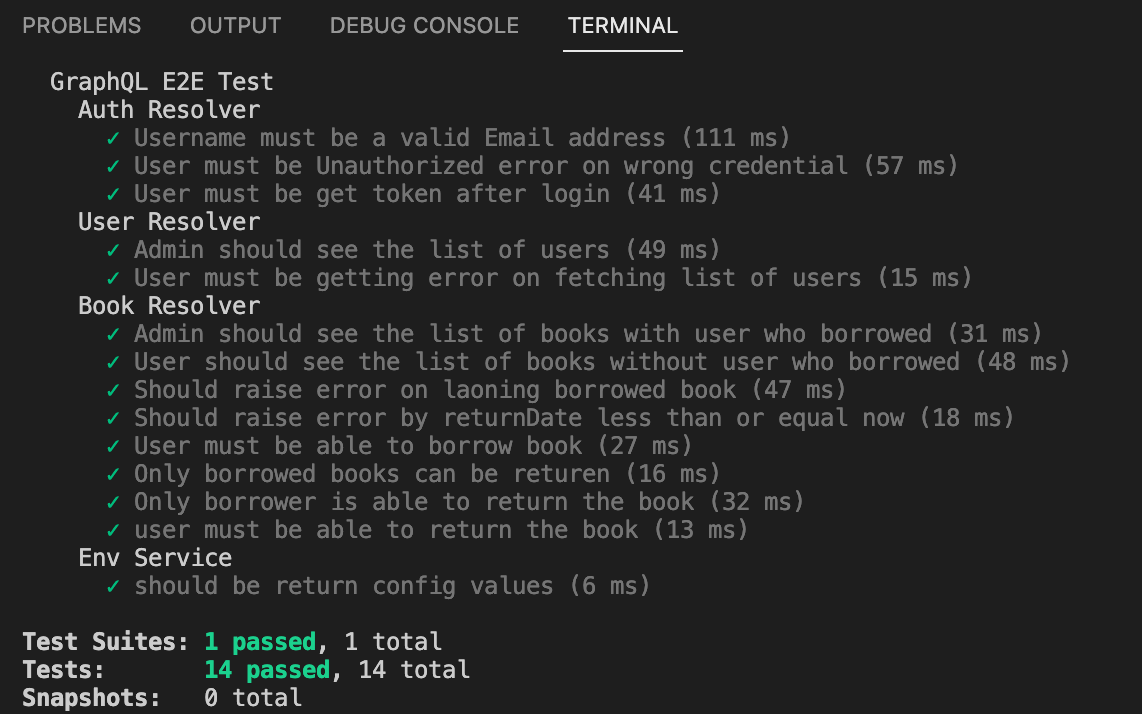 PROBLEMS OUTPUT DEBUG CONSOLE TERMINAL
GraphQL E2E Test
Auth Resolver
✓ Username must be a valid Email address (111 ms)
✓ User must be Unauthorized error on wrong credential (57 ms)
✓ User must be get token after login (41 ms)
User Resolver
✓ Admin should see the list of users (49 ms)
✓ User must be getting error on fetching list of users (15 ms)
Book Resolver
✓ Admin should see the list of books with user who borrowed (31 ms)
✓ User should see the list of books without user who borrowed (48 ms)
✓ Should raise error on laoning borrowed book (47 ms)
✓ Should raise error by returnDate less than or equal now (18 ms)
✓ User must be able to borrow book (27 ms)
✓ Only borrowed books can be returen (16 ms)
✓ Only borrower is able to return the book (32 ms)
✓ user must be able to return the book (13 ms)
Env Service
✓ should be return config values (6 ms)
Test Suites: 1 passed, 1 total
Tests: 14 passed, 14 total
Snapshots: 0 total